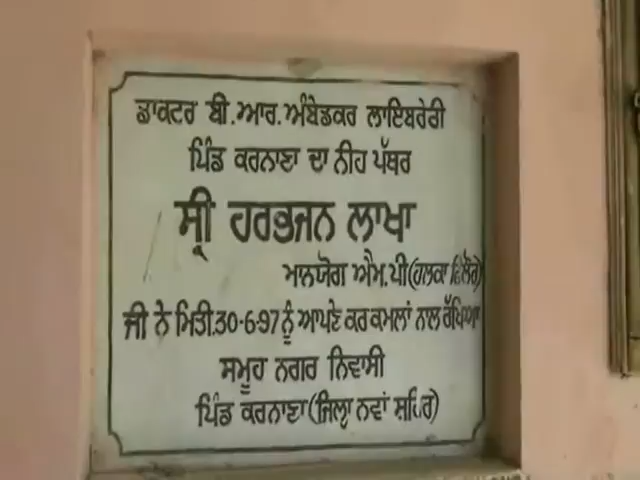 ਡਾਕਟਰ ਬੀ.ਆਰ.ਅੰਬੇਡਕਰ ਲਾਇਬਰੇਰੀ
ਪਿੰਡ ਕਰਨਾਣਾ ਦਾ ਨੀਹ ਪੱਥਰ
ਸ੍ਰੀ ਹਰਭਜਨ ਲਾਖਾ
ਮਾਨਯੋਗ ਐਮ.ਪੀ(ਹਲਕਾ ਫਿਲੌਰ)
ਜੀ ਨੇ ਮਿਤੀ.30-6-97 ਨੂੰ ਆਪਣੇ ਕਰ ਕਮਲਾਂ ਨਾਲ ਰੱਖਿਆ
ਸਮੂਹ ਨਗਰ ਨਿਵਾਸੀ
ਪਿੰਡ ਕਰਨਾਣਾ(ਜਿਲ੍ਹਾ ਨਵਾਂ ਸ਼ਹਿਰ)